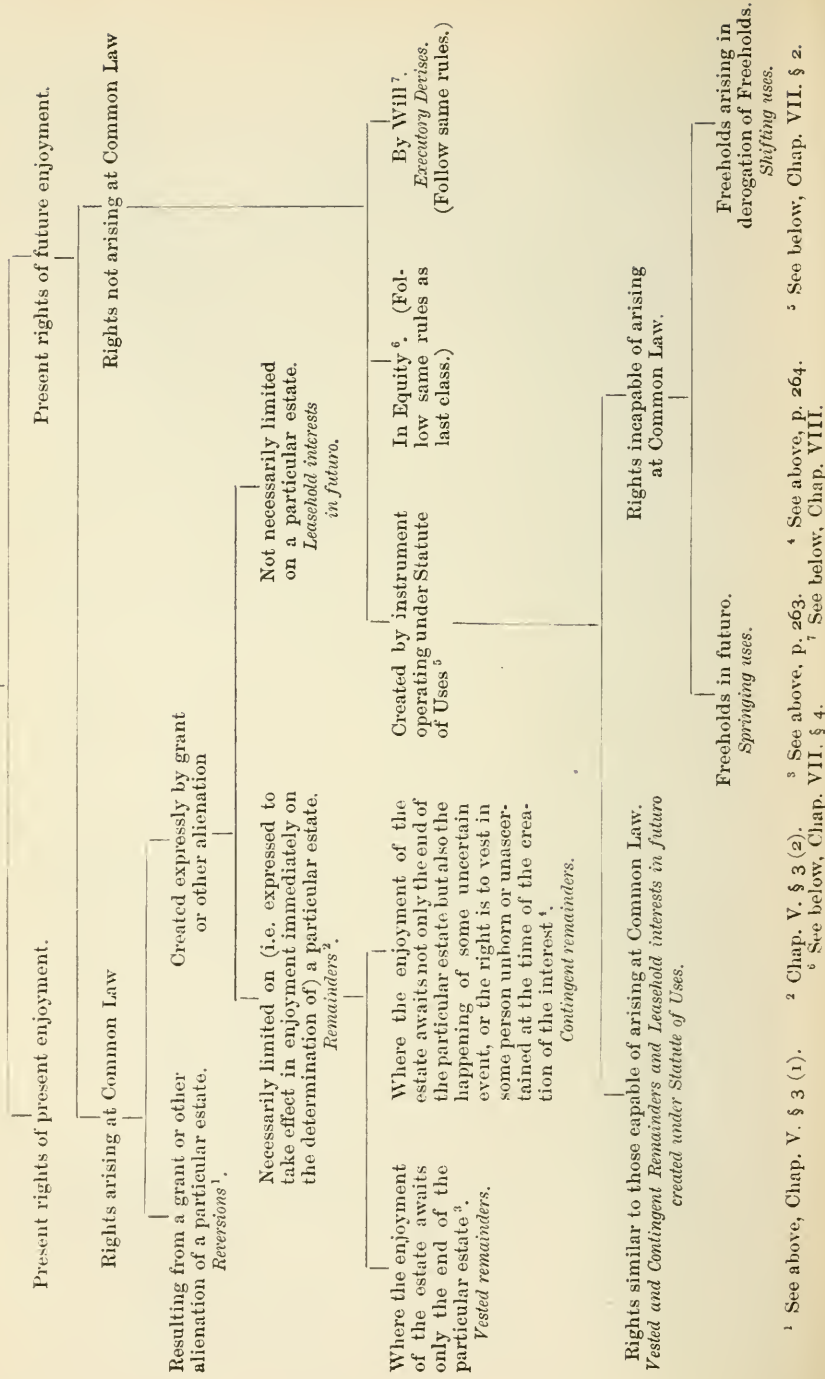 Present rights of present enjoyment.
Present rights of future enjoyment.
Rights arising at Common Law
Rights not arising at Common Law
Resulting from a grant or other
alienation of a particular estate.
Reversions¹.
Created expressly by grant
or other alienation
Necessarily limited on (i.e. expressed to
take effect in enjoyment immediately on
the determination of) a particular estate.
Remainders².
Not necessarily limited
on a particular estate.
Leasehold interests
in futuro.
Where the enjoyment
of the estate awaits
only the end of the
particular estate³.
Vested remainders.
Where the enjoyment of the
estate awaits not only the end of
the particular estate but also the
happening of some uncertain
event, or the right is to vest in
some person unborn or unascer-
tained at the time of the crea-
tion of the interest⁴.
Contingent remainders.
Created by instrument
operating under Statute
of Uses⁵
In Equity⁶. (Fol-
low same rules as
last class.)
By Will⁷.
Executory Devises.
(Follow same rules.)
Rights similar to those capable of arising at Common Law.
Vested and Contingent Remainders and Leasehold interests in futuro
created under Statute of Uses.
Rights incapable of arising
at Common Law.
Freeholds in futuro.
Springing uses.
Freeholds arising in
derogation of Freeholds.
Shifting uses.
¹ See above, Chap. V. § 3 (1). ² Chap. V. § 3 (2). ³ See above, p. 263. ⁴ See above, p. 264. ⁵ See below, Chap. VII. § 2.
⁶ See below, Chap. VII. § 4. ⁷ See below, Chap. VIII.